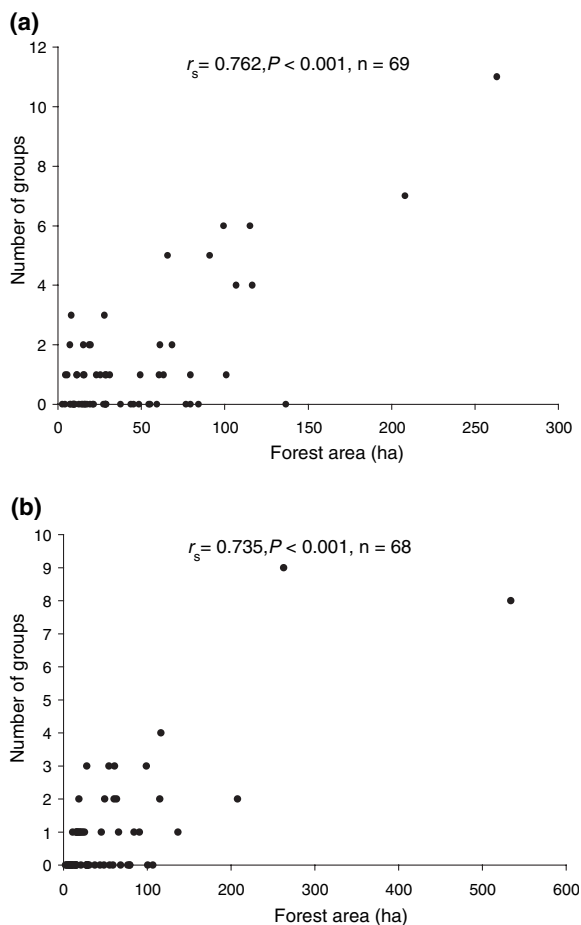 (a)
12
r_s = 0.762, P < 0.001, n = 69
10
8
6
4
2
0
Number of groups
0 50 100 150 200 250 300
Forest area (ha)
(b)
10
r_s = 0.735, P < 0.001, n = 68
9
8
7
6
5
4
3
2
1
0
Number of groups
0 100 200 300 400 500 600
Forest area (ha)